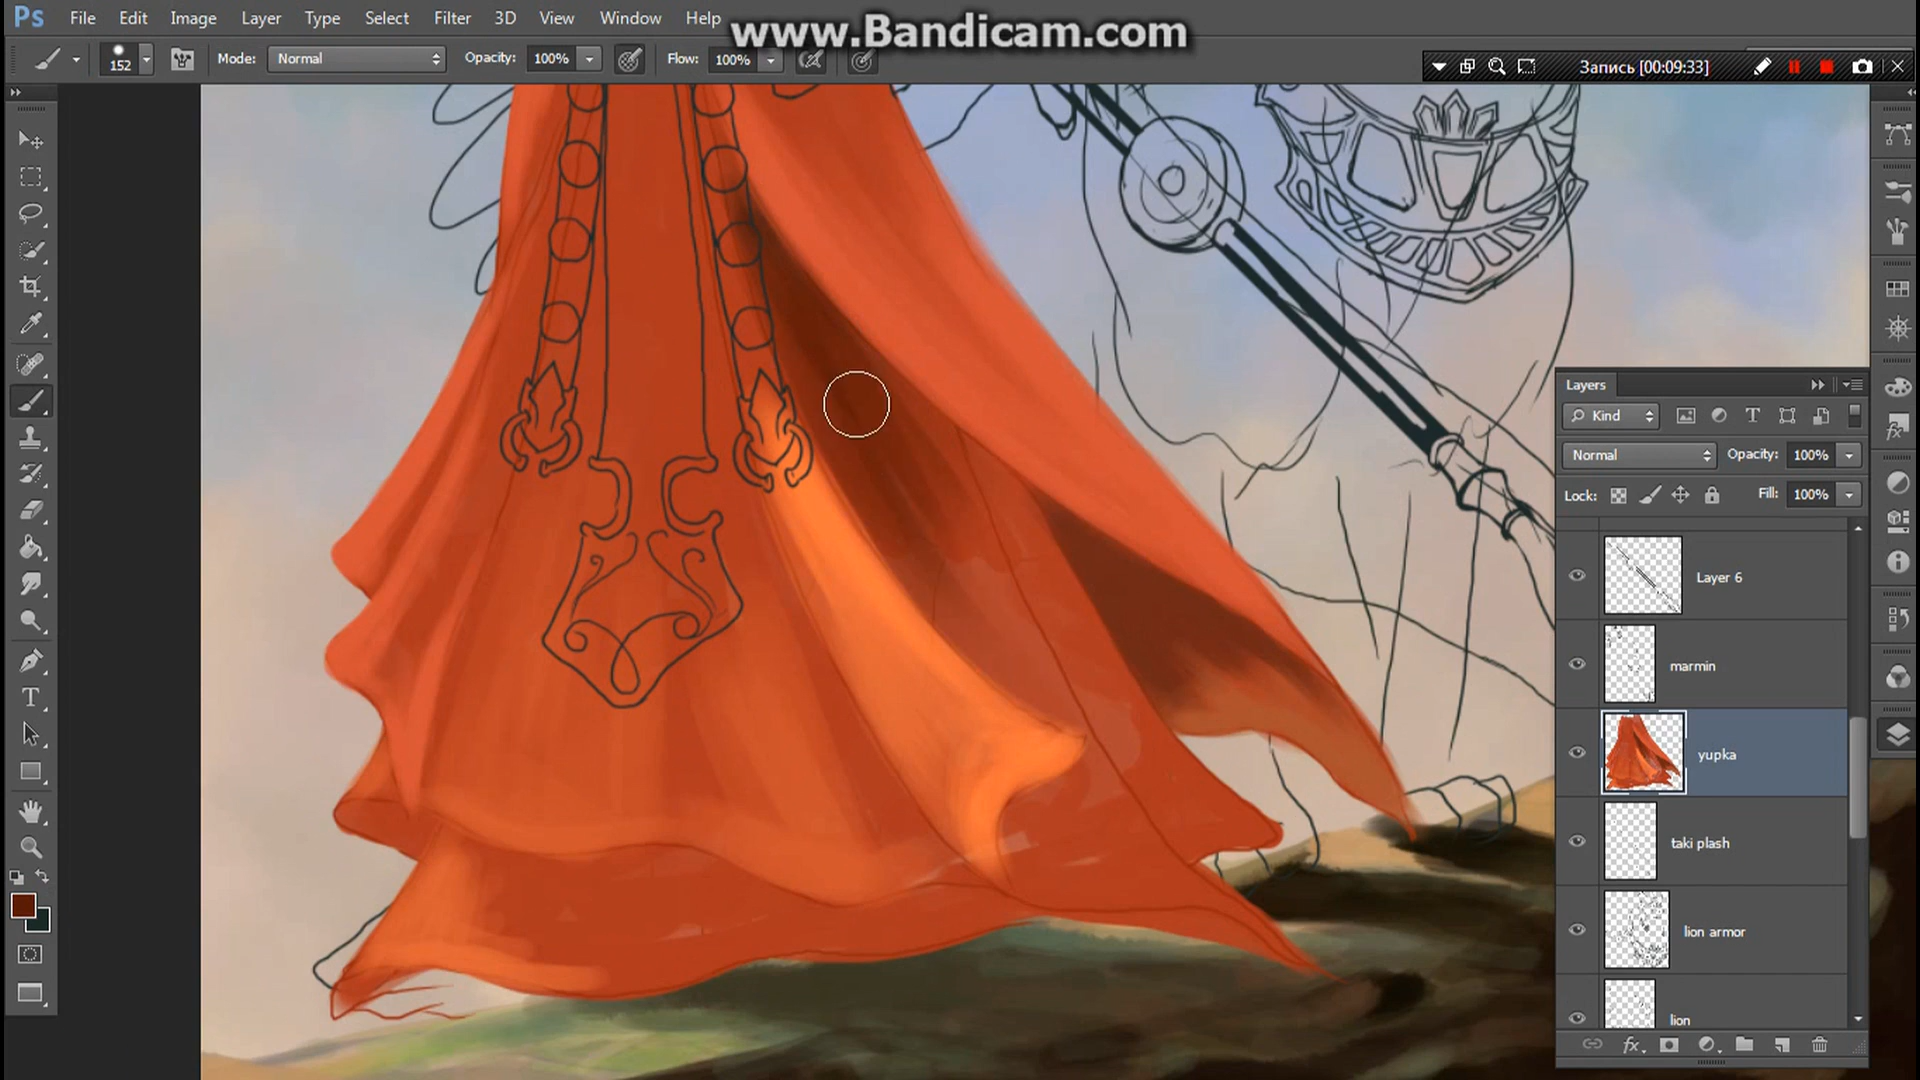 Ps File Edit Image Layer Type Select Filter 3D View Window Help
www.Bandicam.com
152 Mode: Normal Opacity: 100% Flow: 100%
Запись [00:09:33]
Layers
Kind
Normal Opacity: 100%
Lock: Fill: 100%
Layer 6
marmin
yupka
taki plash
lion armor
lion